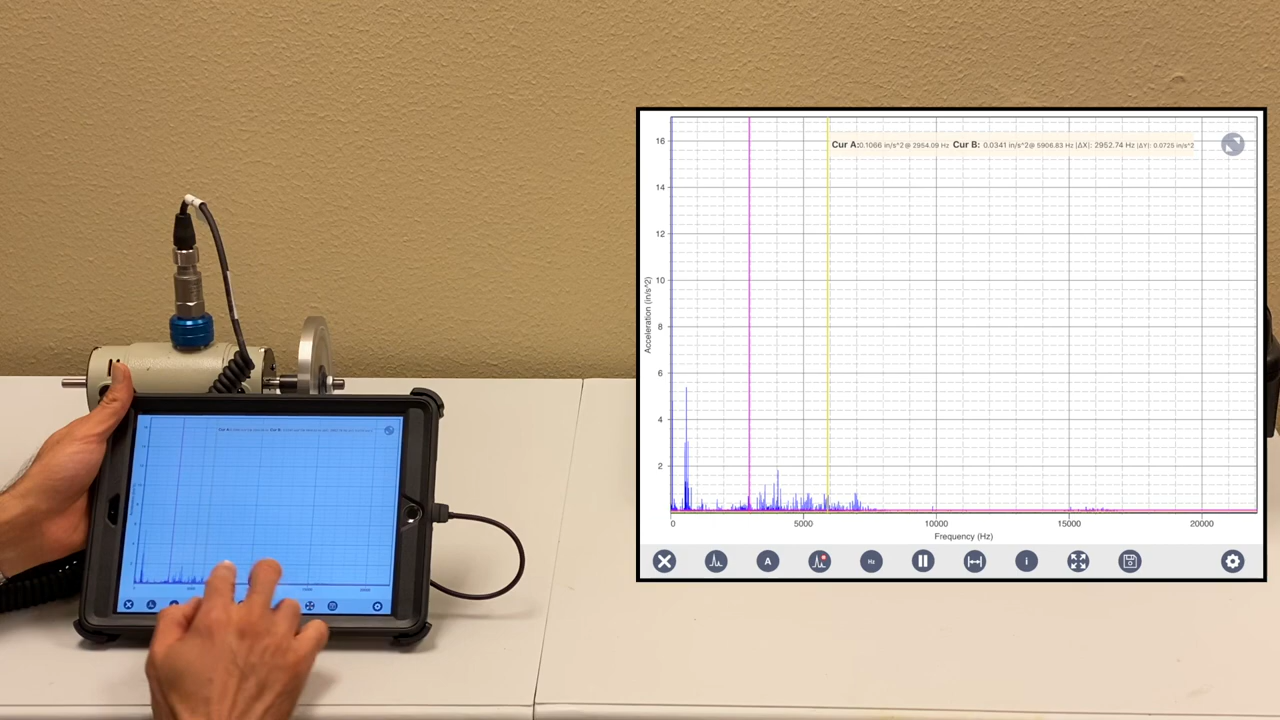 Cur A:0.1066 in/s^2@ 2954.09 Hz Cur B: 0.0341 in/s^2@ 5906.83 Hz |ΔX|: 2952.74 Hz |ΔY|: 0.0725 in/s^2
16
14
12
10
8
6
4
2
Acceleration (in/s^2)
0 5000 10000 15000 20000
Frequency (Hz)
A Hz i